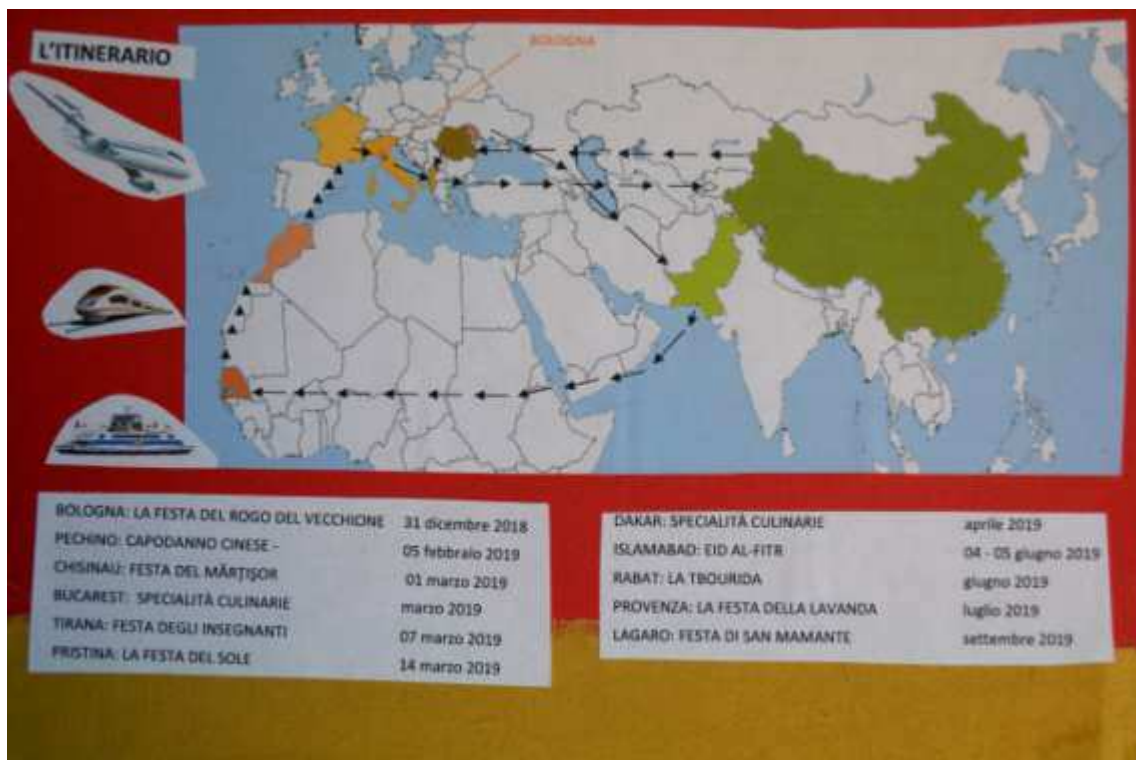 L'ITINERARIO
BOLOGNA
BOLOGNA: LA FESTA DEL ROGO DEL VECCHIONE 31 dicembre 2018
PECHINO: CAPODANNO CINESE - 05 febbraio 2019
CHISINAU: FESTA DEL MĂRȚIȘOR 01 marzo 2019
BUCAREST: SPECIALITÀ CULINARIE marzo 2019
TIRANA: FESTA DEGLI INSEGNANTI 07 marzo 2019
PRISTINA: LA FESTA DEL SOLE 14 marzo 2019
DAKAR: SPECIALITÀ CULINARIE aprile 2019
ISLAMABAD: EID AL-FITR 04 - 05 giugno 2019
RABAT: LA TBOURIDA giugno 2019
PROVENZA: LA FESTA DELLA LAVANDA luglio 2019
LAGARO: FESTA DI SAN MAMANTE settembre 2019